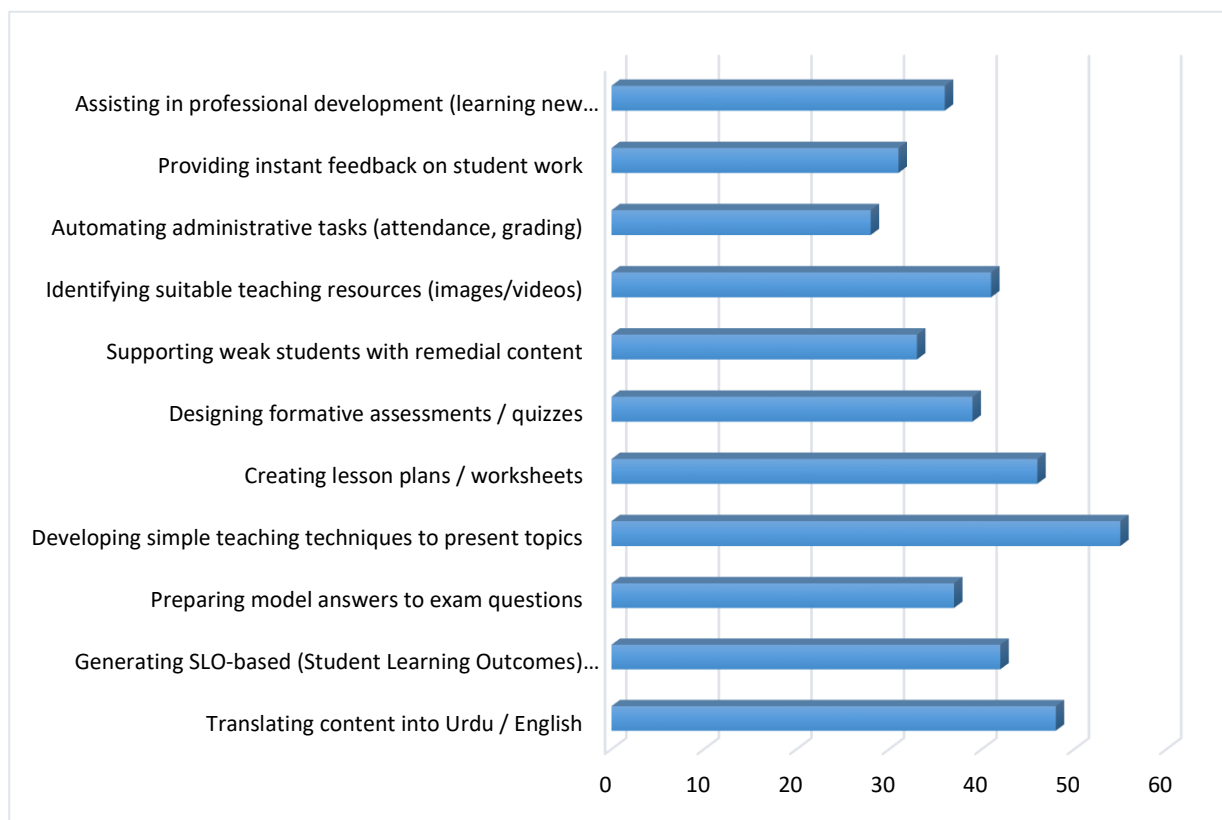 Assisting in professional development (learning new...
Providing instant feedback on student work
Automating administrative tasks (attendance, grading)
Identifying suitable teaching resources (images/videos)
Supporting weak students with remedial content
Designing formative assessments / quizzes
Creating lesson plans / worksheets
Developing simple teaching techniques to present topics
Preparing model answers to exam questions
Generating SLO-based (Student Learning Outcomes)...
Translating content into Urdu / English
0 10 20 30 40 50 60